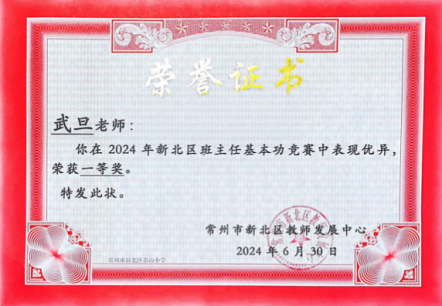 荣誉证书
武旦老师：
你在 2024 年新北区班主任基本功竞赛中表现优异，
荣获一等奖。
特发此状。
常州市新北区教师发展中心
2024 年 6 月 30 日